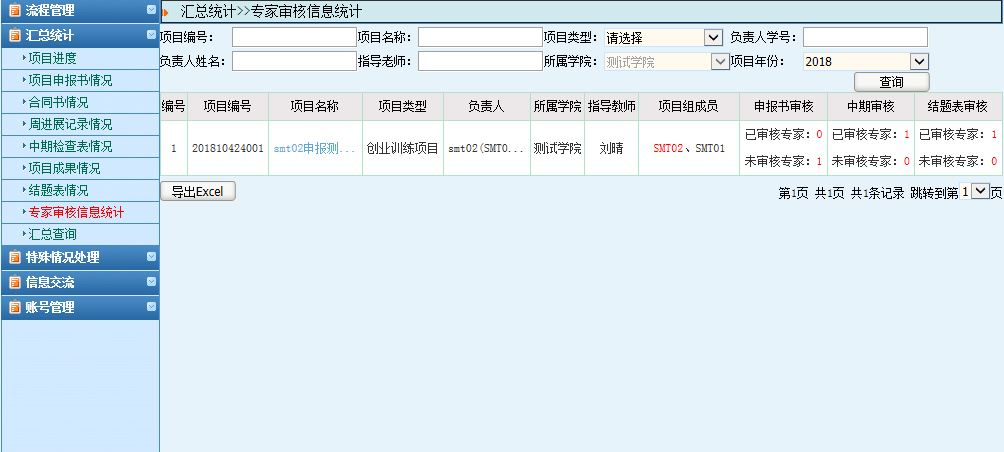 流程管理
汇总统计
项目进度
项目申报书情况
合同书情况
周进展记录情况
中期检查表情况
项目成果情况
结题表情况
专家审核信息统计
汇总查询
特殊情况处理
信息交流
账号管理
汇总统计>>专家审核信息统计
项目编号： 项目名称： 项目类型： 请选择 负责人学号：
负责人姓名： 指导老师： 所属学院： 测试学院 项目年份： 2018
查询
编号 项目编号 项目名称 项目类型 负责人 所属学院 指导教师 项目组成员 申报书审核 中期审核 结题表审核
1 201810424001 smt02申报测... 创业训练项目 smt02(SMT0... 测试学院 刘晴 SMT02、SMT01 已审核专家：0 已审核专家：1 已审核专家：1
未审核专家：1 未审核专家：0 未审核专家：0
导出Excel 第1页 共1页 共1条记录 跳转到第 1 页